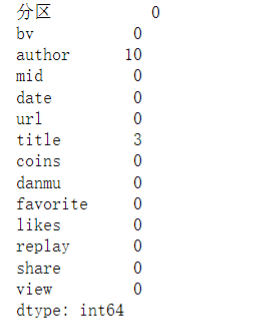 分区 0
bv 0
author 10
mid 0
date 0
url 0
title 3
coins 0
danmu 0
favorite 0
likes 0
replay 0
share 0
view 0
dtype: int64